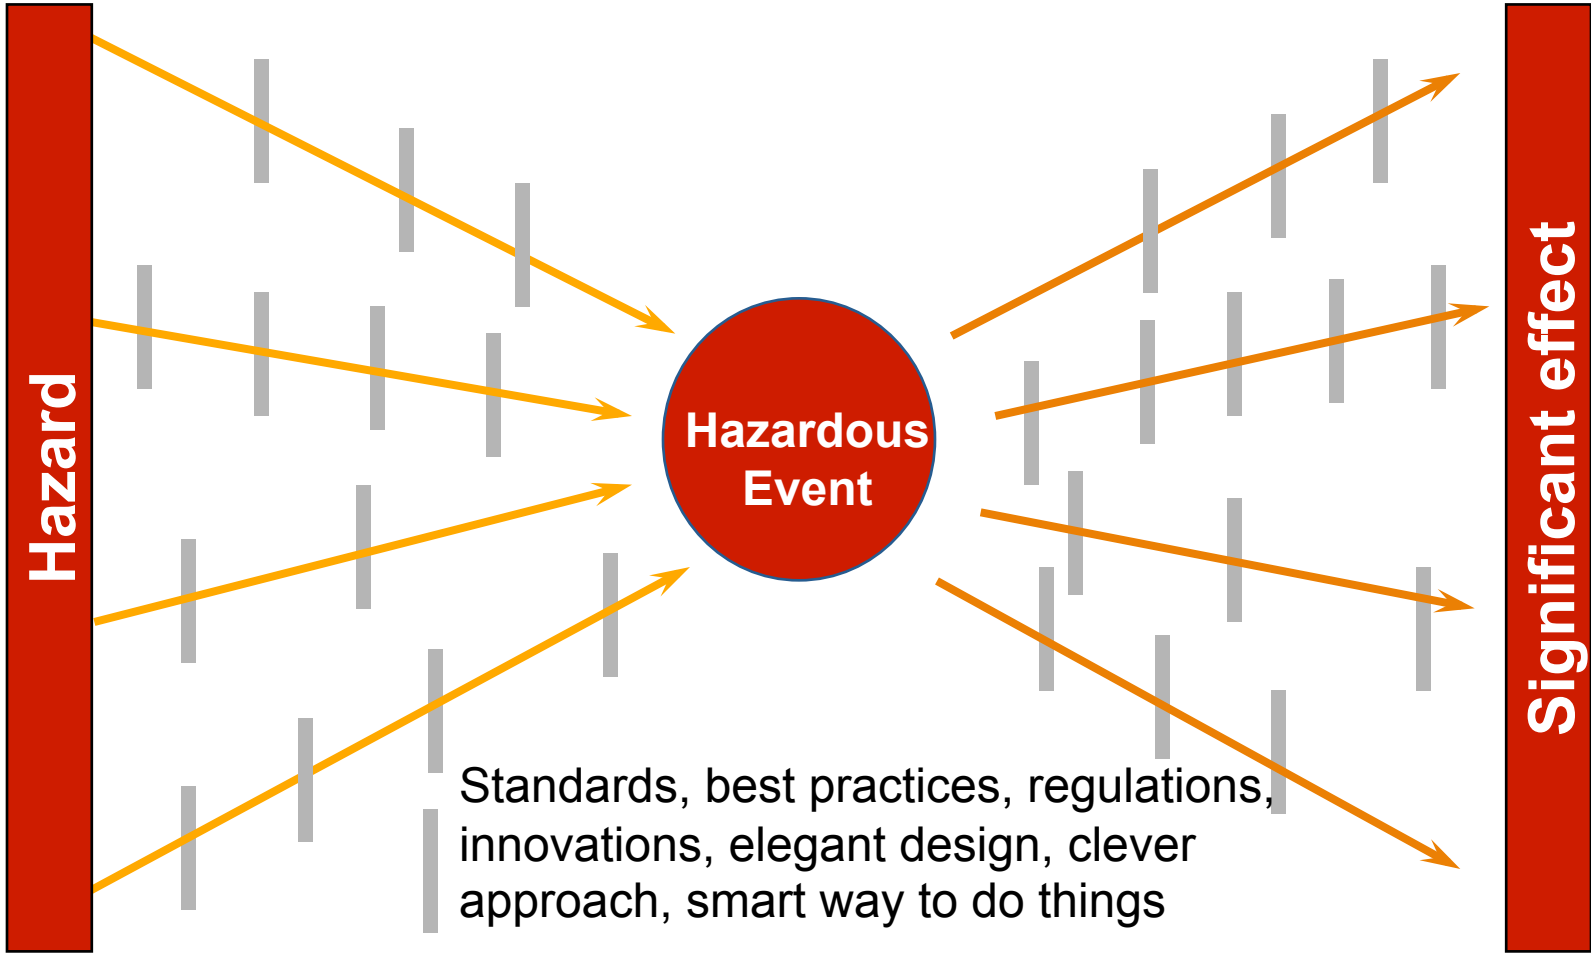 Hazard
Hazardous
Event
Significant effect
Standards, best practices, regulations,
innovations, elegant design, clever
approach, smart way to do things